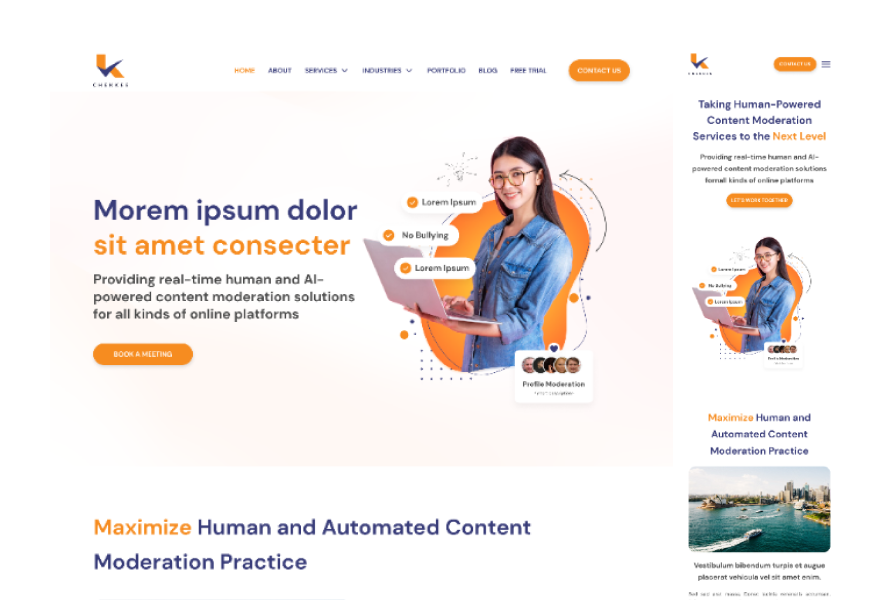 CHEKKEE
HOME ABOUT SERVICES INDUSTRIES PORTFOLIO BLOG FREE TRIAL CONTACT US
Morem ipsum dolor
sit amet consecter
Providing real-time human and AI-
powered content moderation solutions
for all kinds of online platforms
BOOK A MEETING
Lorem Ipsum
No Bullying
Lorem Ipsum
Profile Moderation
Maximize Human and Automated Content
Moderation Practice
CONTACT US
Taking Human-Powered
Content Moderation
Services to the Next Level
Providing real-time human and AI-
powered content moderation solutions
forall kinds of online platforms
LET'S WORK TOGETHER
Lorem Ipsum
No Bullying
Lorem Ipsum
Profile Moderation
Maximize Human and
Automated Content
Moderation Practice
Vestibulum bibendum turpis et augue
placerat vehicula vel sit amet enim.